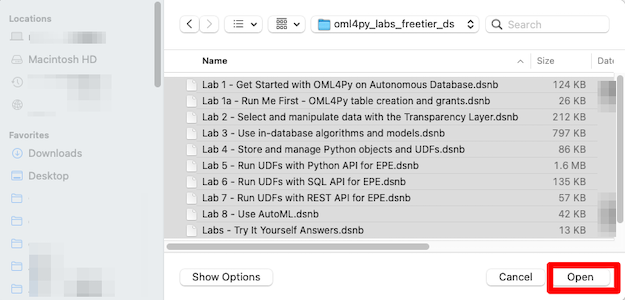 Locations
Macintosh HD
Favorites
Downloads
Desktop
oml4py_labs_freetier_ds
Search
Name Size Date
Lab 1 - Get Started with OML4Py on Autonomous Database.dsnb 124 KB
Lab 1a - Run Me First - OML4Py table creation and grants.dsnb 26 KB
Lab 2 - Select and manipulate data with the Transparency Layer.dsnb 212 KB
Lab 3 - Use in-database algorithms and models.dsnb 797 KB
Lab 4 - Store and manage Python objects and UDFs.dsnb 86 KB
Lab 5 - Run UDFs with Python API for EPE.dsnb 1.6 MB
Lab 6 - Run UDFs with SQL API for EPE.dsnb 135 KB
Lab 7 - Run UDFs with REST API for EPE.dsnb 57 KB
Lab 8 - Use AutoML.dsnb 42 KB
Labs - Try It Yourself Answers.dsnb 13 KB
Show Options Cancel Open